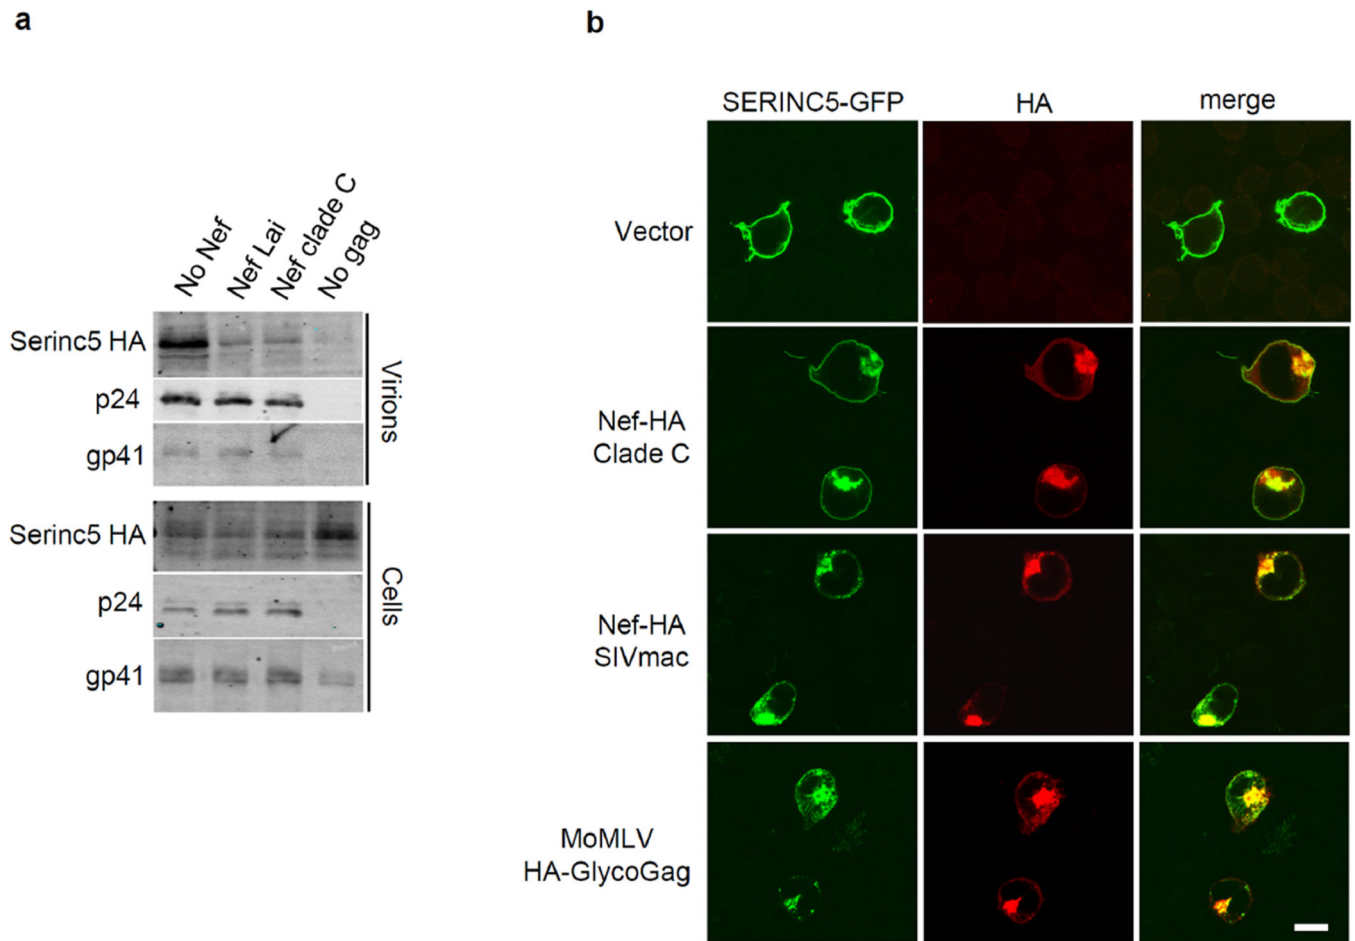 a
No Nef
Nef Lai
Nef clade C
No gag
Serinc5 HA
p24
gp41
Virions
Serinc5 HA
p24
gp41
Cells
b
SERINC5-GFP
HA
merge
Vector
Nef-HA
Clade C
Nef-HA
SIVmac
MoMLV
HA-GlycoGag